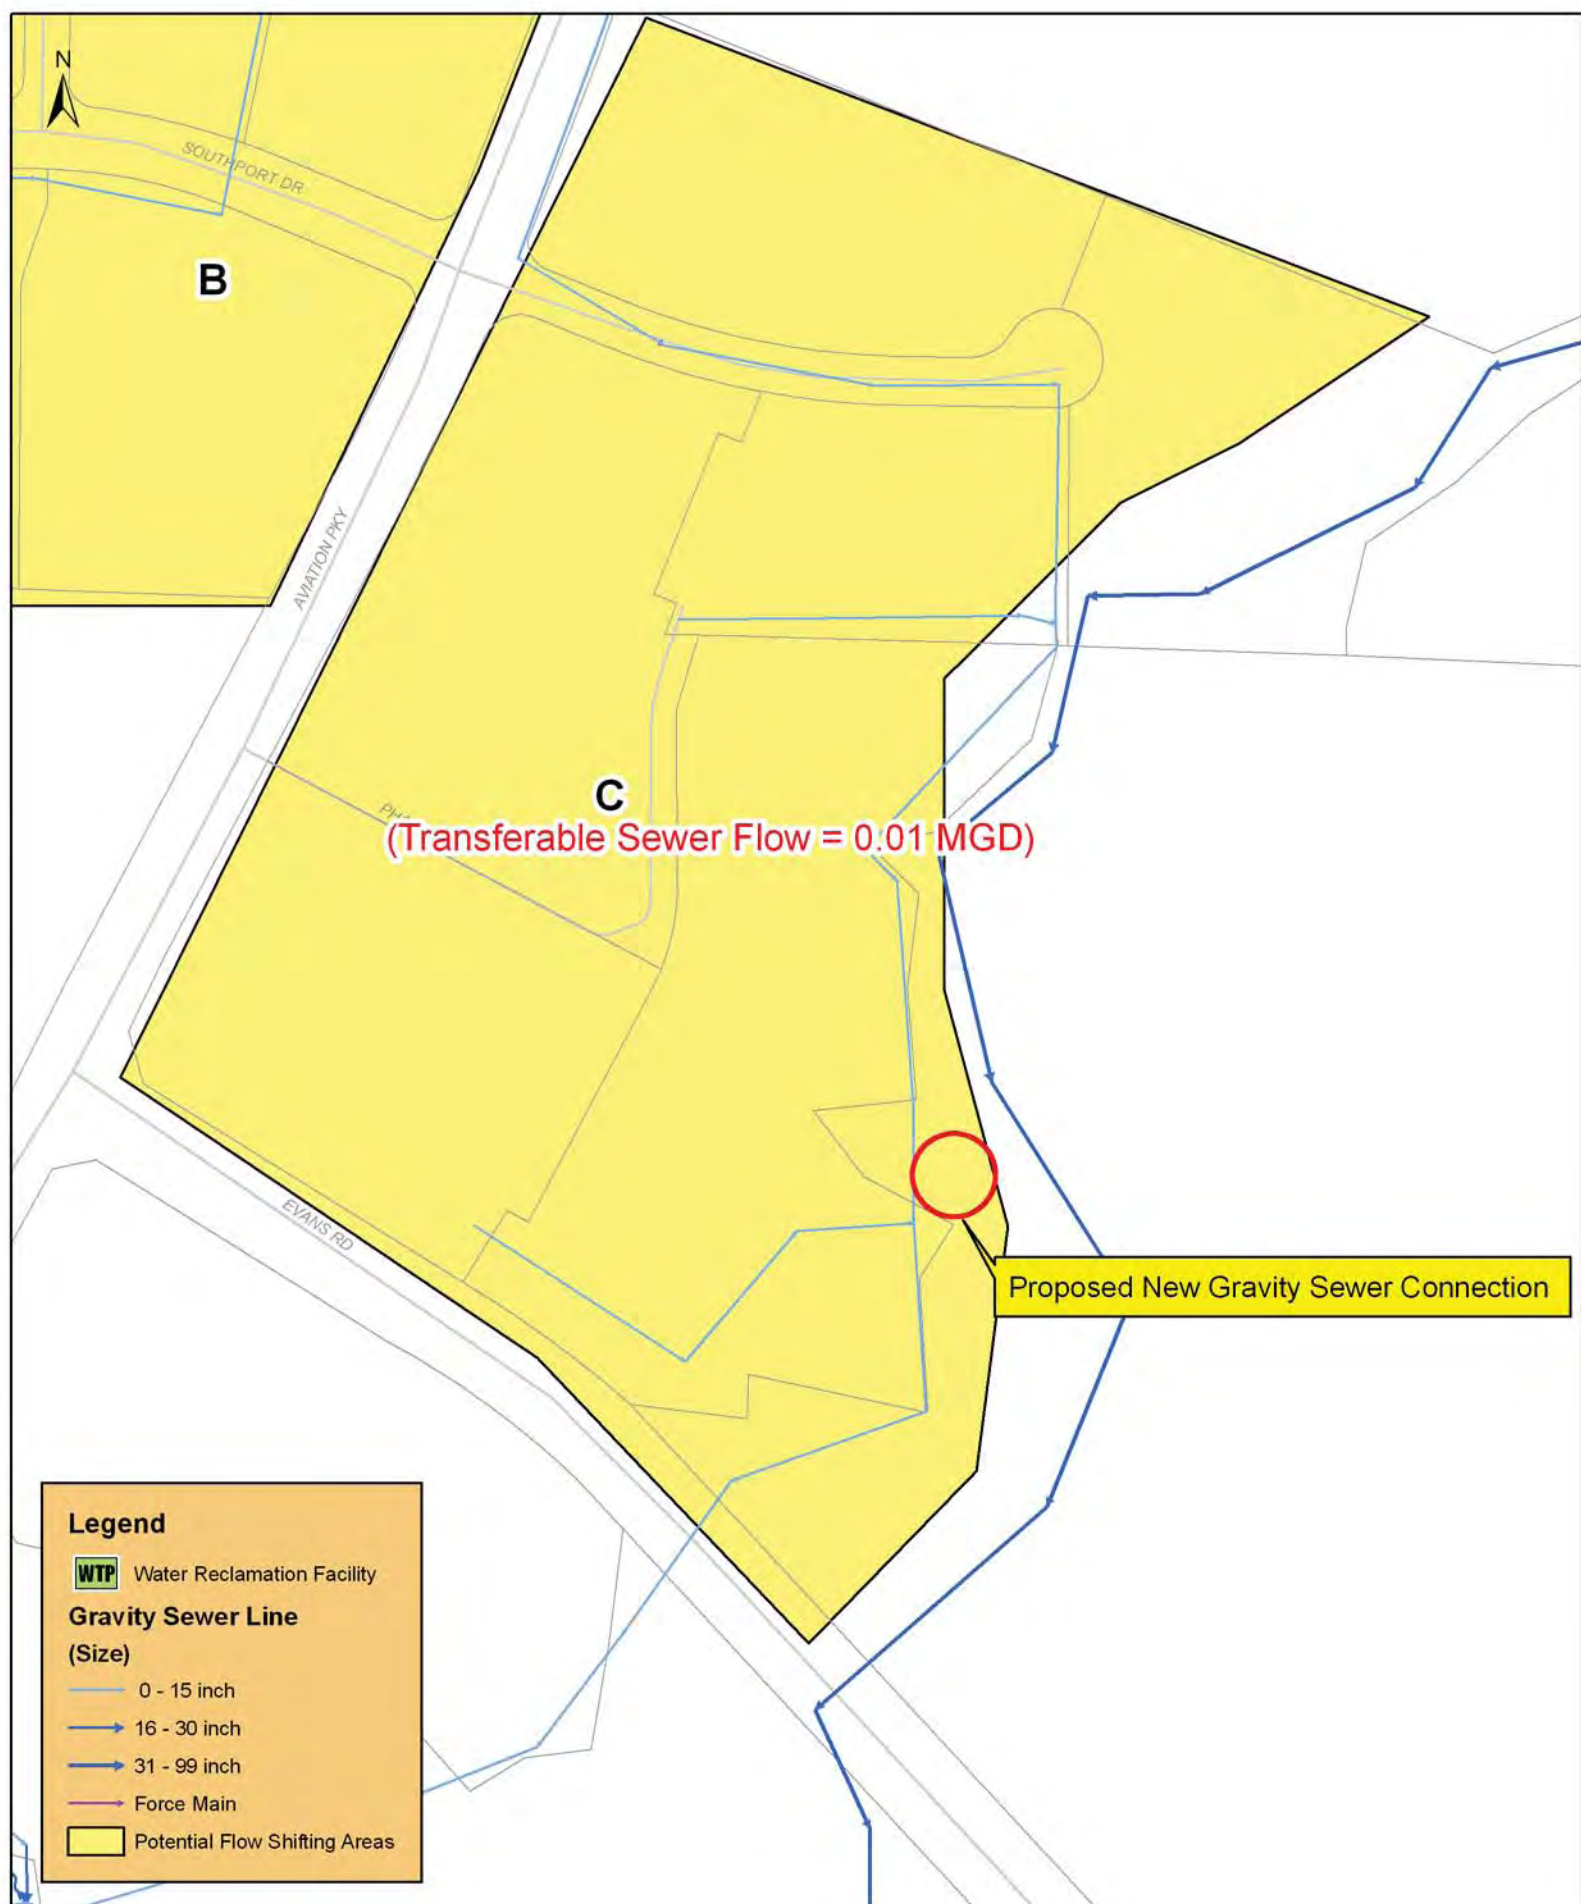 N
SOUTHPORT DR
B
AVIATION PKY
C
(Transferable Sewer Flow = 0.01 MGD)
EVANS RD
Proposed New Gravity Sewer Connection
Legend
WTP Water Reclamation Facility
Gravity Sewer Line
(Size)
0 - 15 inch
16 - 30 inch
31 - 99 inch
Force Main
Potential Flow Shifting Areas